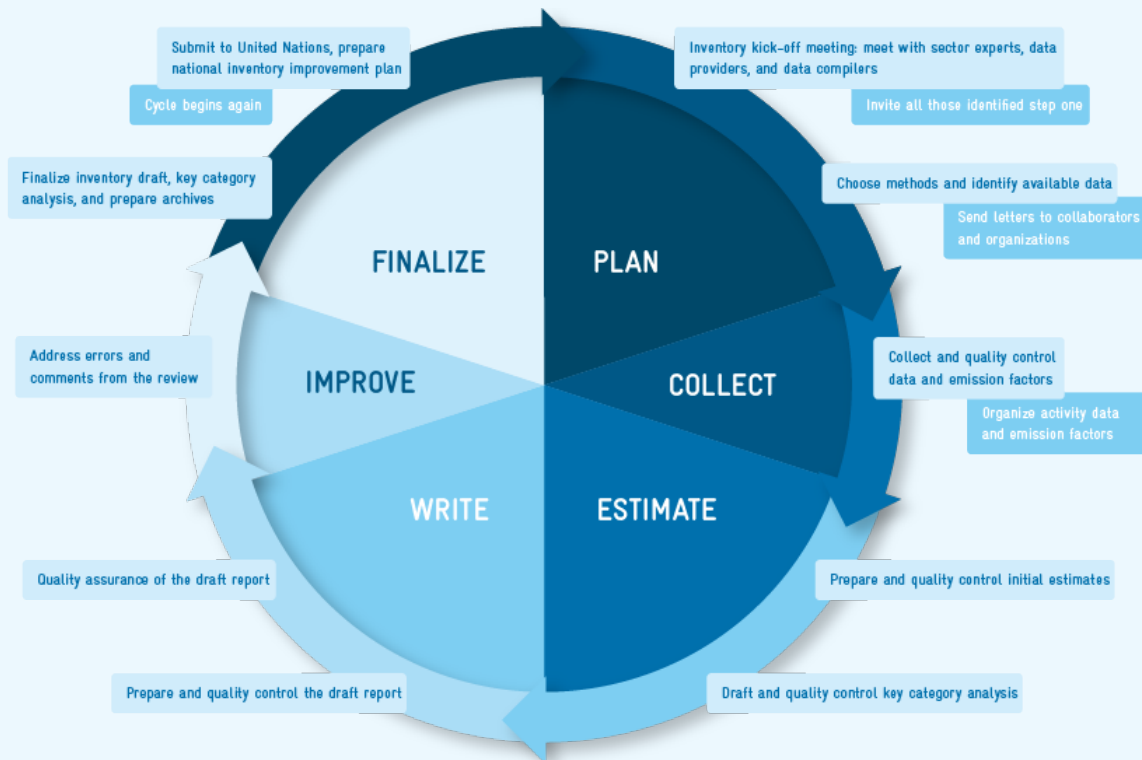 Submit to United Nations, prepare
national inventory improvement plan
Cycle begins again
Inventory kick-off meeting: meet with sector experts, data
providers, and data compilers
Invite all those identified step one
Finalize inventory draft, key category
analysis, and prepare archives
Choose methods and identify available data
Send letters to collaborators
and organizations
FINALIZE
PLAN
Address errors and
comments from the review
IMPROVE
COLLECT
Collect and quality control
data and emission factors
Organize activity data
and emission factors
WRITE
ESTIMATE
Quality assurance of the draft report
Prepare and quality control initial estimates
Prepare and quality control the draft report
Draft and quality control key category analysis